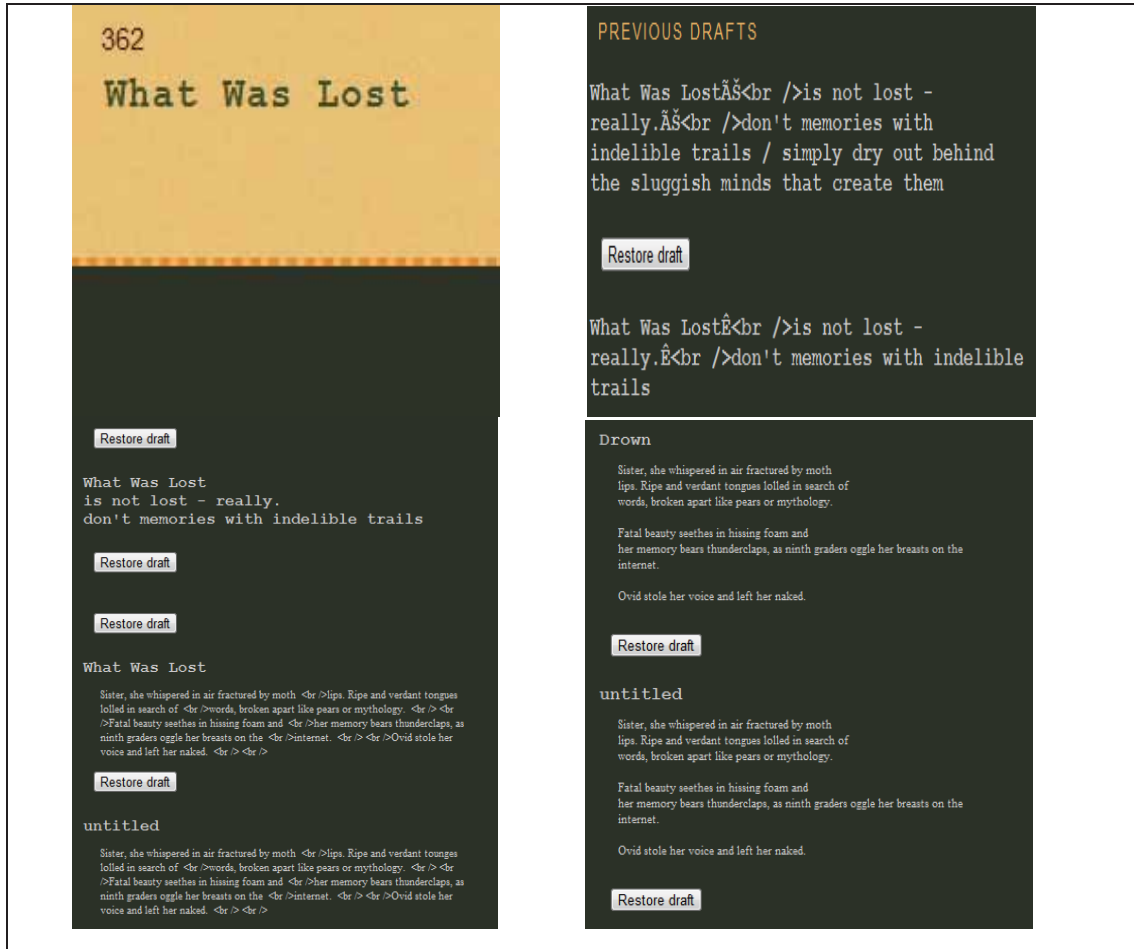 362
What Was Lost
PREVIOUS DRAFTS
What Was LostÃŠ<br />is not lost -
really.ÃŠ<br />don't memories with
indelible trails / simply dry out behind
the sluggish minds that create them
Restore draft
What Was LostÊ<br />is not lost -
really.Ê<br />don't memories with indelible
trails
Restore draft
What Was Lost
is not lost - really.
don't memories with indelible trails
Restore draft
Restore draft
What Was Lost
Sister, she whispered in air fractured by moth <br />lips. Ripe and verdant tongues
lolled in search of <br />words, broken apart like pears or mythology. <br /> <br
/>Fatal beauty seethes in hissing foam and <br />her memory bears thunderclaps, as
ninth graders oggle her breasts on the <br />internet. <br /> <br />Ovid stole her
voice and left her naked. <br /> <br />
Restore draft
untitled
Sister, she whispered in air fractured by moth <br />lips. Ripe and verdant tounges
lolled in search of <br />words, broken apart like pears or mythology. <br /> <br
/>Fatal beauty seethes in hissing foam and <br />her memory bears thunderclaps, as
ninth graders oggle her breasts on the <br />internet. <br /> <br />Ovid stole her
voice and left her naked. <br /> <br />
Drown
Sister, she whispered in air fractured by moth
lips. Ripe and verdant tongues lolled in search of
words, broken apart like pears or mythology.
Fatal beauty seethes in hissing foam and
her memory bears thunderclaps, as ninth graders oggle her breasts on the
internet.
Ovid stole her voice and left her naked.
Restore draft
untitled
Sister, she whispered in air fractured by moth
lips. Ripe and verdant tongues lolled in search of
words, broken apart like pears or mythology.
Fatal beauty seethes in hissing foam and
her memory bears thunderclaps, as ninth graders oggle her breasts on the
internet.
Ovid stole her voice and left her naked.
Restore draft